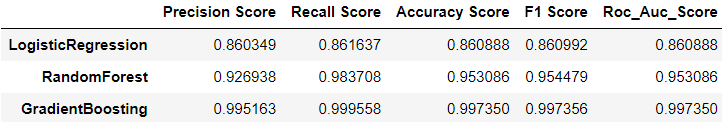 Precision Score Recall Score Accuracy Score F1 Score Roc_Auc_Score
LogisticRegression 0.860349 0.861637 0.860888 0.860992 0.860888
RandomForest 0.926938 0.983708 0.953086 0.954479 0.953086
GradientBoosting 0.995163 0.999558 0.997350 0.997356 0.997350